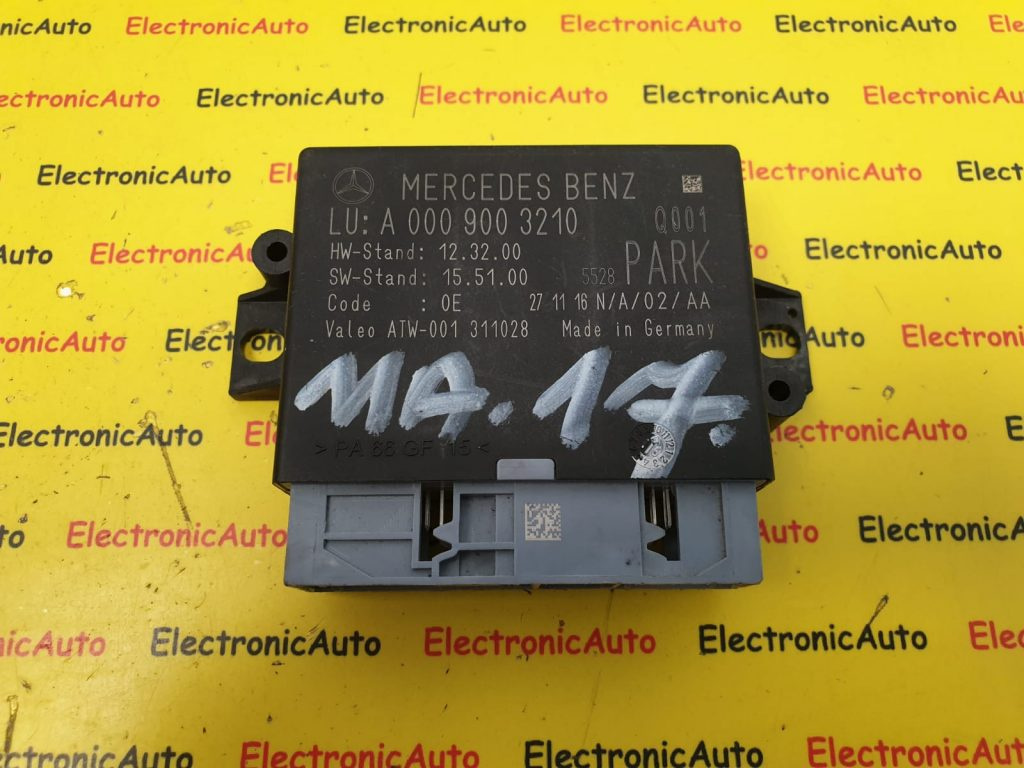 ElectronicAuto ElectronicAuto ElectronicAuto ElectronicAuto
ElectronicAuto ElectronicAuto ElectronicAuto ElectronicAuto
ElectronicAuto
ElectronicAuto
MERCEDES BENZ
LU: A 000 900 3210 Q001
HW-Stand: 12.32.00 PARK
SW-Stand: 15.51.00 5528
Code : 0E 27 11 16 N/A/02/AA
Valeo ATW-001 311028 Made in Germany
MA.17.
>PA 66 GF 15<
ElectronicAuto
ElectronicAuto
ElectronicAuto
ElectronicAuto
ElectronicAuto
ElectronicAuto ElectronicAuto ElectronicAuto
ElectronicAuto ElectronicAuto ElectronicAuto
ElectronicAuto ElectronicAuto ElectronicAuto